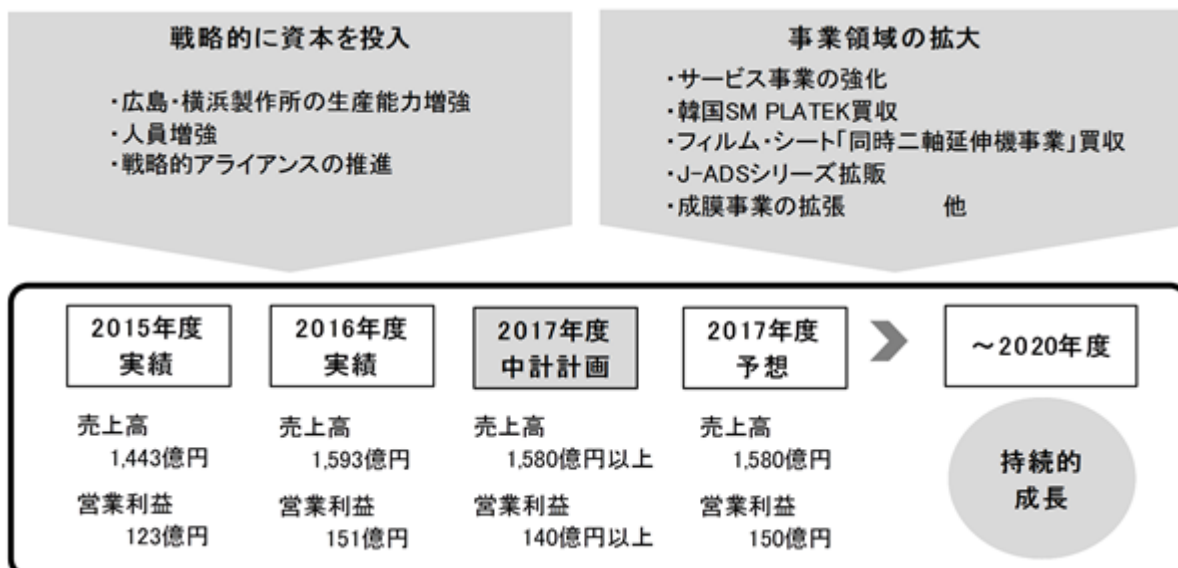 戦略的に資本を投入
・広島・横浜製作所の生産能力増強
・人員増強
・戦略的アライアンスの推進
事業領域の拡大
・サービス事業の強化
・韓国SM PLATEK買収
・フィルム・シート「同時二軸延伸機事業」買収
・J-ADSシリーズ拡販
・成膜事業の拡張　　　　他
2015年度
実績
売上高
1,443億円
営業利益
123億円
2016年度
実績
売上高
1,593億円
営業利益
151億円
2017年度
中計計画
売上高
1,580億円以上
営業利益
140億円以上
2017年度
予想
売上高
1,580億円
営業利益
150億円
～2020年度
持続的
成長